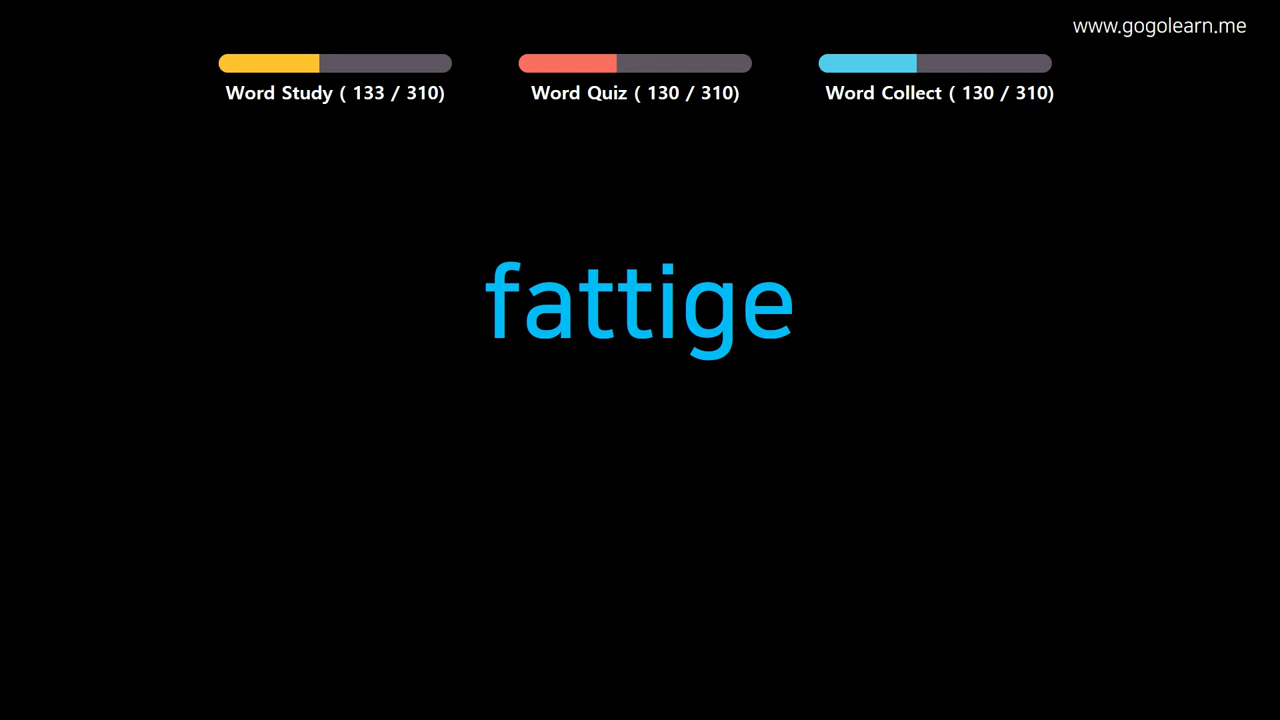 www.gogolearn.me
Word Study ( 133 / 310)
Word Quiz ( 130 / 310)
Word Collect ( 130 / 310)
fattige